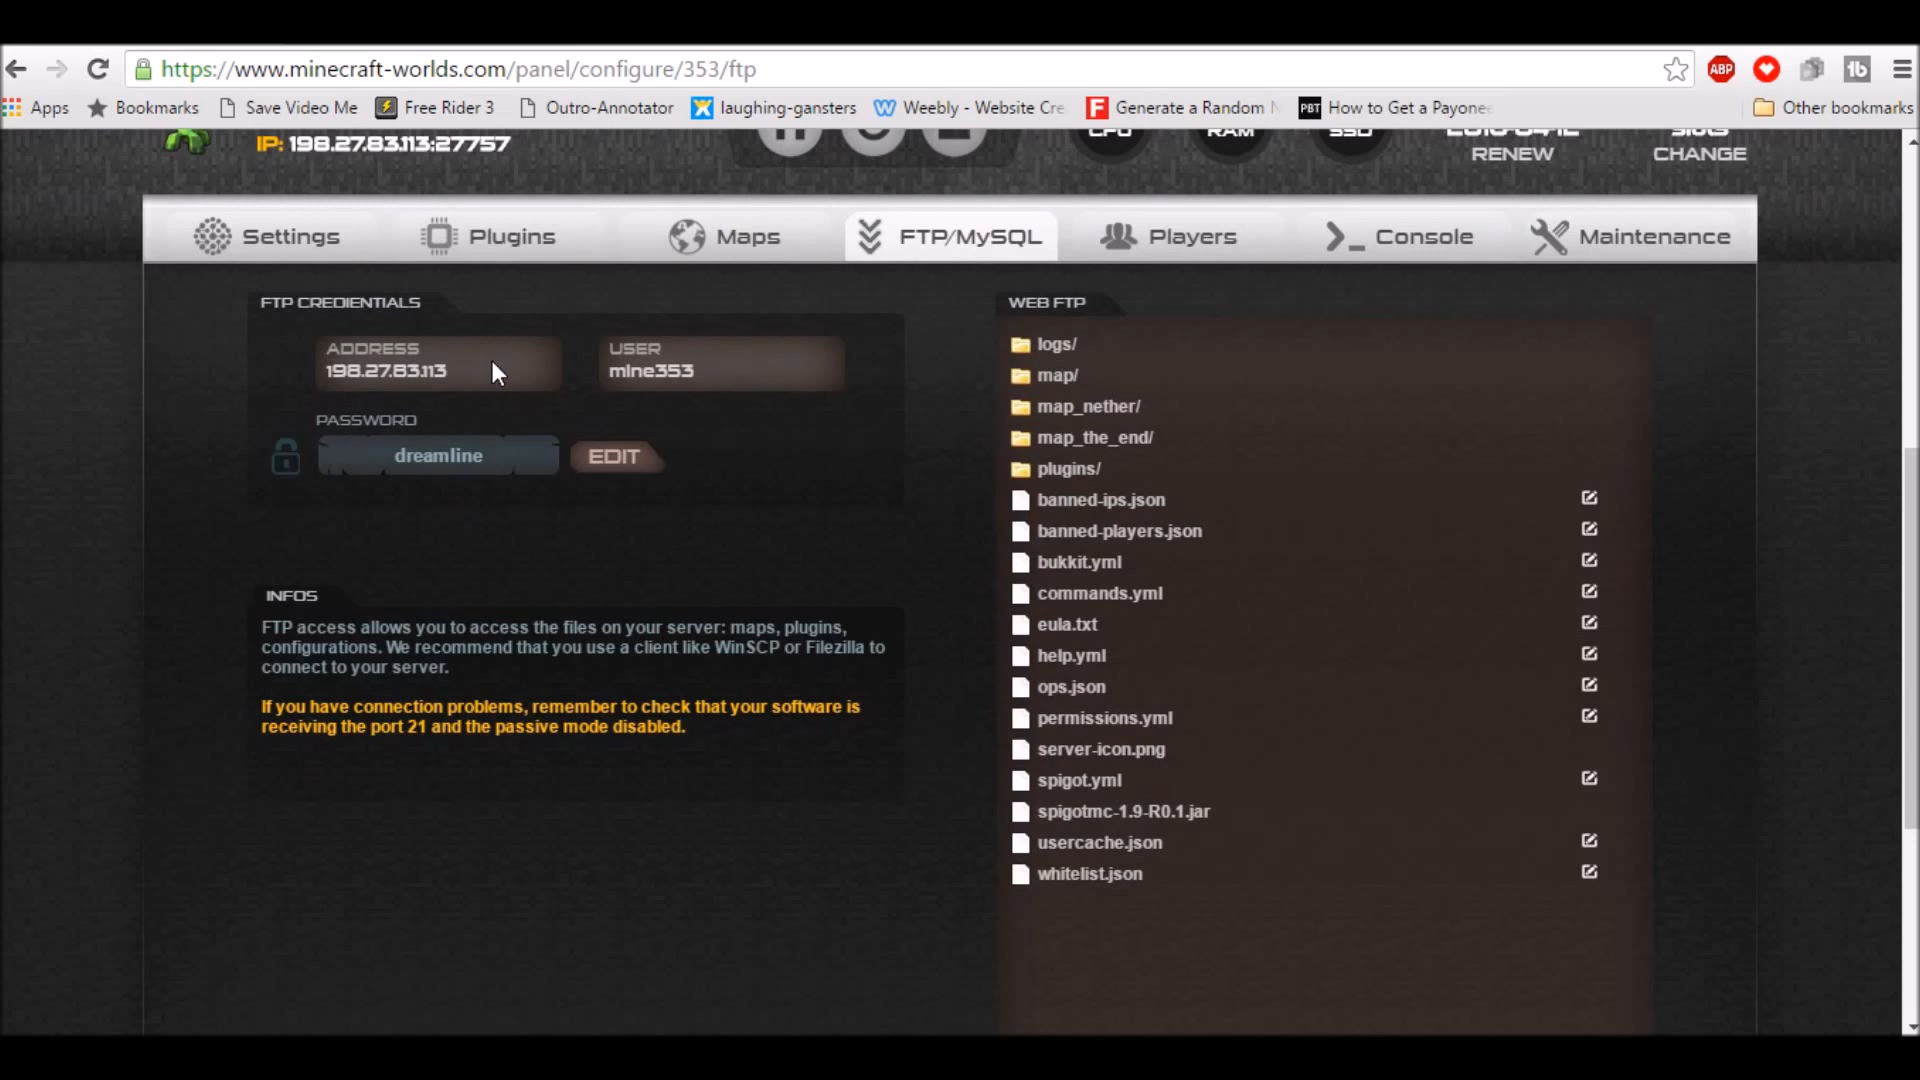 https://www.minecraft-worlds.com/panel/configure/353/ftp
ABP
Apps Bookmarks Save Video Me Free Rider 3 Outro-Annotator laughing-gansters Weebly - Website Cre Generate a Random PBT How to Get a Payone Other bookmarks
IP: 198.27.83.113:27757
CPU RAM SSD
RENEW CHANGE
Settings Plugins Maps FTP/MySQL Players Console Maintenance
FTP CREDIENTIALS
ADDRESS
198.27.83.113
USER
mine353
PASSWORD
dreamline EDIT
INFOS
FTP access allows you to access the files on your server: maps, plugins,
configurations. We recommend that you use a client like WinSCP or Filezilla to
connect to your server.
If you have connection problems, remember to check that your software is
receiving the port 21 and the passive mode disabled.
WEB FTP
logs/
map/
map_nether/
map_the_end/
plugins/
banned-ips.json
banned-players.json
bukkit.yml
commands.yml
eula.txt
help.yml
ops.json
permissions.yml
server-icon.png
spigot.yml
spigotmc-1.9-R0.1.jar
usercache.json
whitelist.json